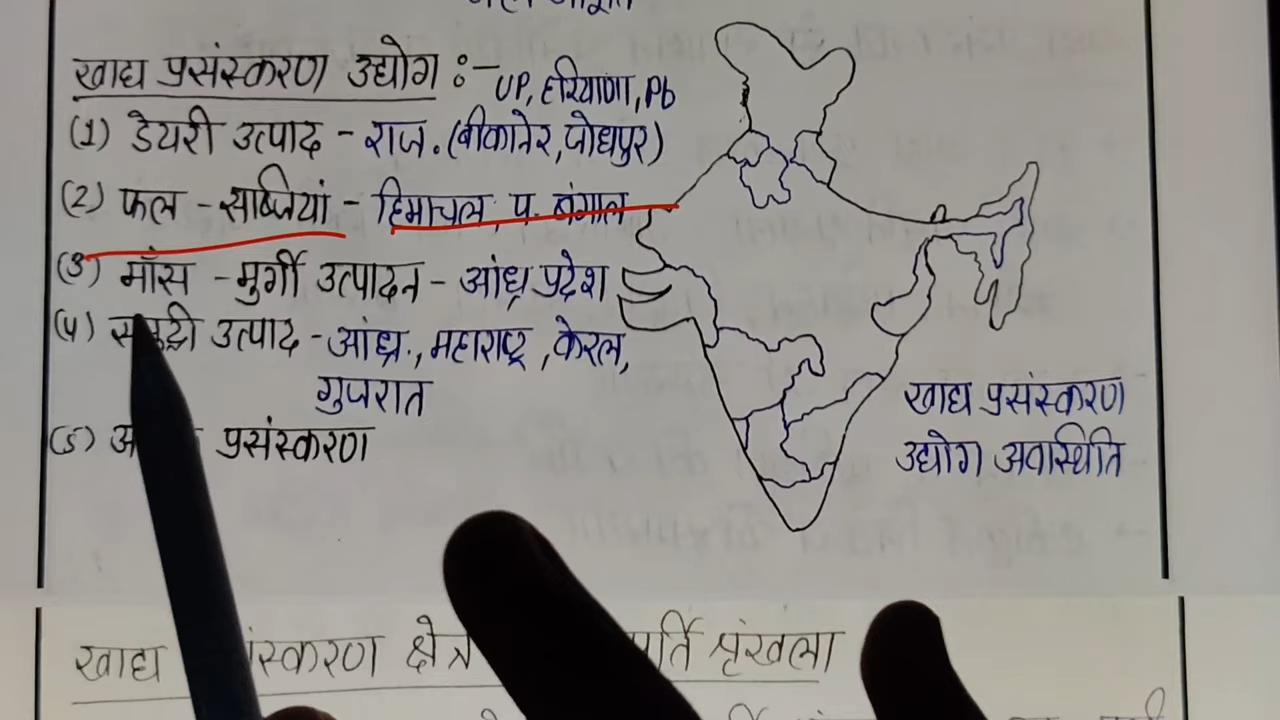 खाद्य प्रसंस्करण उद्योग :-
UP, हरियाणा, Pb
(1) डेयरी उत्पाद - राज. (बीकानेर, जोधपुर)
(2) फल - सब्जियां - हिमाचल, प. बंगाल
(3) माँस - मुर्गी उत्पादन - आंध्र प्रदेश
(4) उत्पाद - आंध्र., महाराष्ट्र, केरल,
गुजरात
(5) प्रसंस्करण
खाद्य प्रसंस्करण
उद्योग अवस्थिति
खाद्य क्षेत्र श्रृंखला